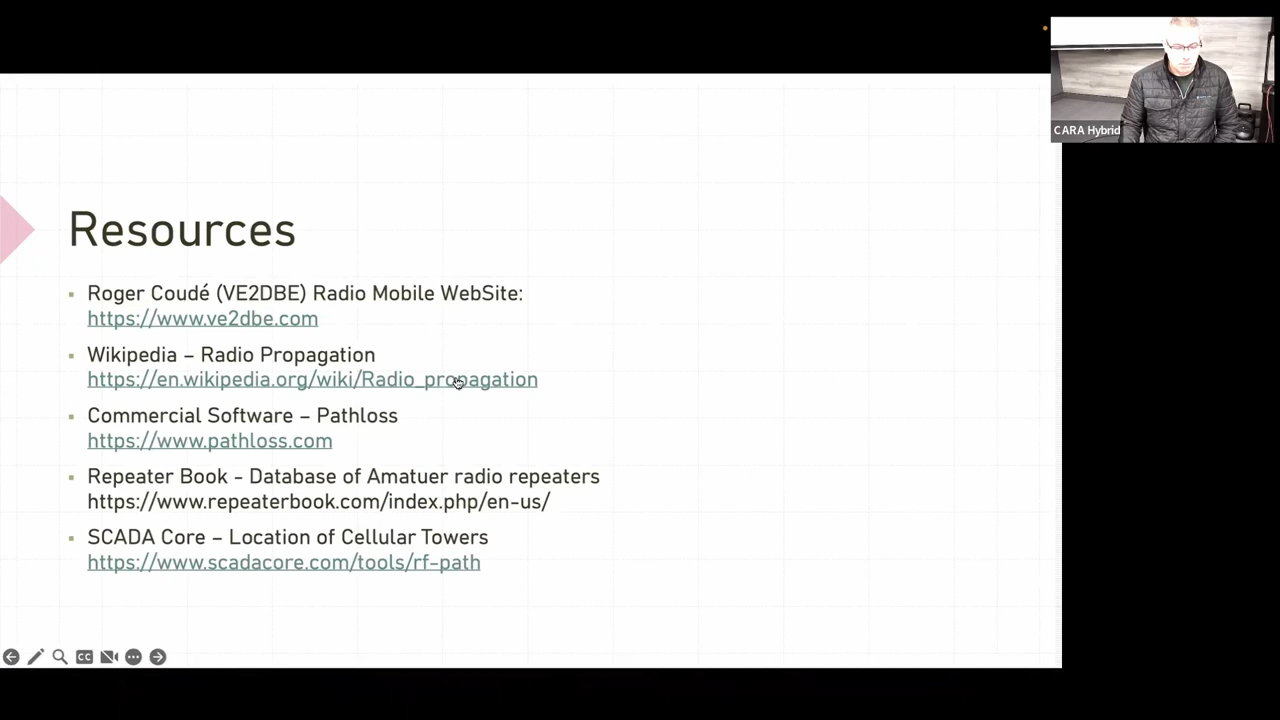 CARA Hybrid
Resources
▪ Roger Coudé (VE2DBE) Radio Mobile WebSite:
https://www.ve2dbe.com
▪ Wikipedia – Radio Propagation
https://en.wikipedia.org/wiki/Radio_propagation
▪ Commercial Software – Pathloss
https://www.pathloss.com
▪ Repeater Book - Database of Amatuer radio repeaters
https://www.repeaterbook.com/index.php/en-us/
▪ SCADA Core – Location of Cellular Towers
https://www.scadacore.com/tools/rf-path
CC